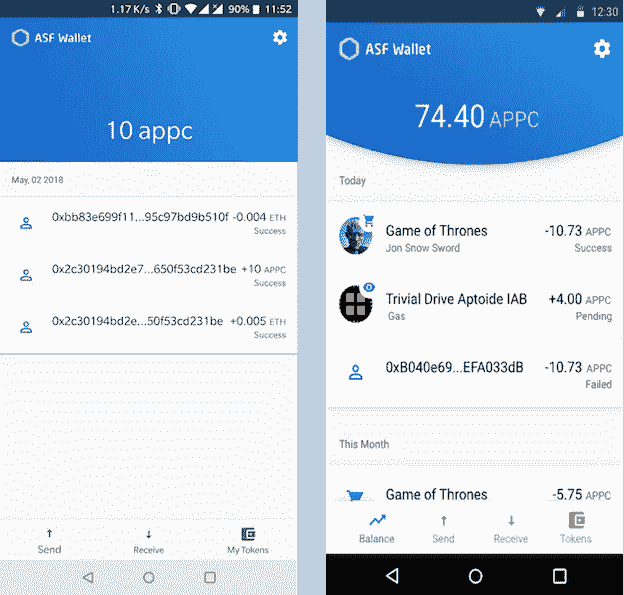 1.17 K/s 90% 11:52
ASF Wallet
10 appc
May, 02 2018
0xbb83e699f11...95c97bd9b510f -0.004 ETH
Success
0x2c30194bd2e7...650f53cd231be +10 APPC
Success
0x2c30194bd2e...50f53cd231be +0.005 ETH
Success
Send Receive My Tokens
12:30
ASF Wallet
74.40 APPC
Today
Game of Thrones -10.73 APPC
Jon Snow Sword Success
Trivial Drive Aptoide IAB +4.00 APPC
Gas Pending
0xB040e69...EFA033dB -10.73 APPC
Failed
This Month
Game of Thrones -5.75 APPC
Balance Send Receive Tokens